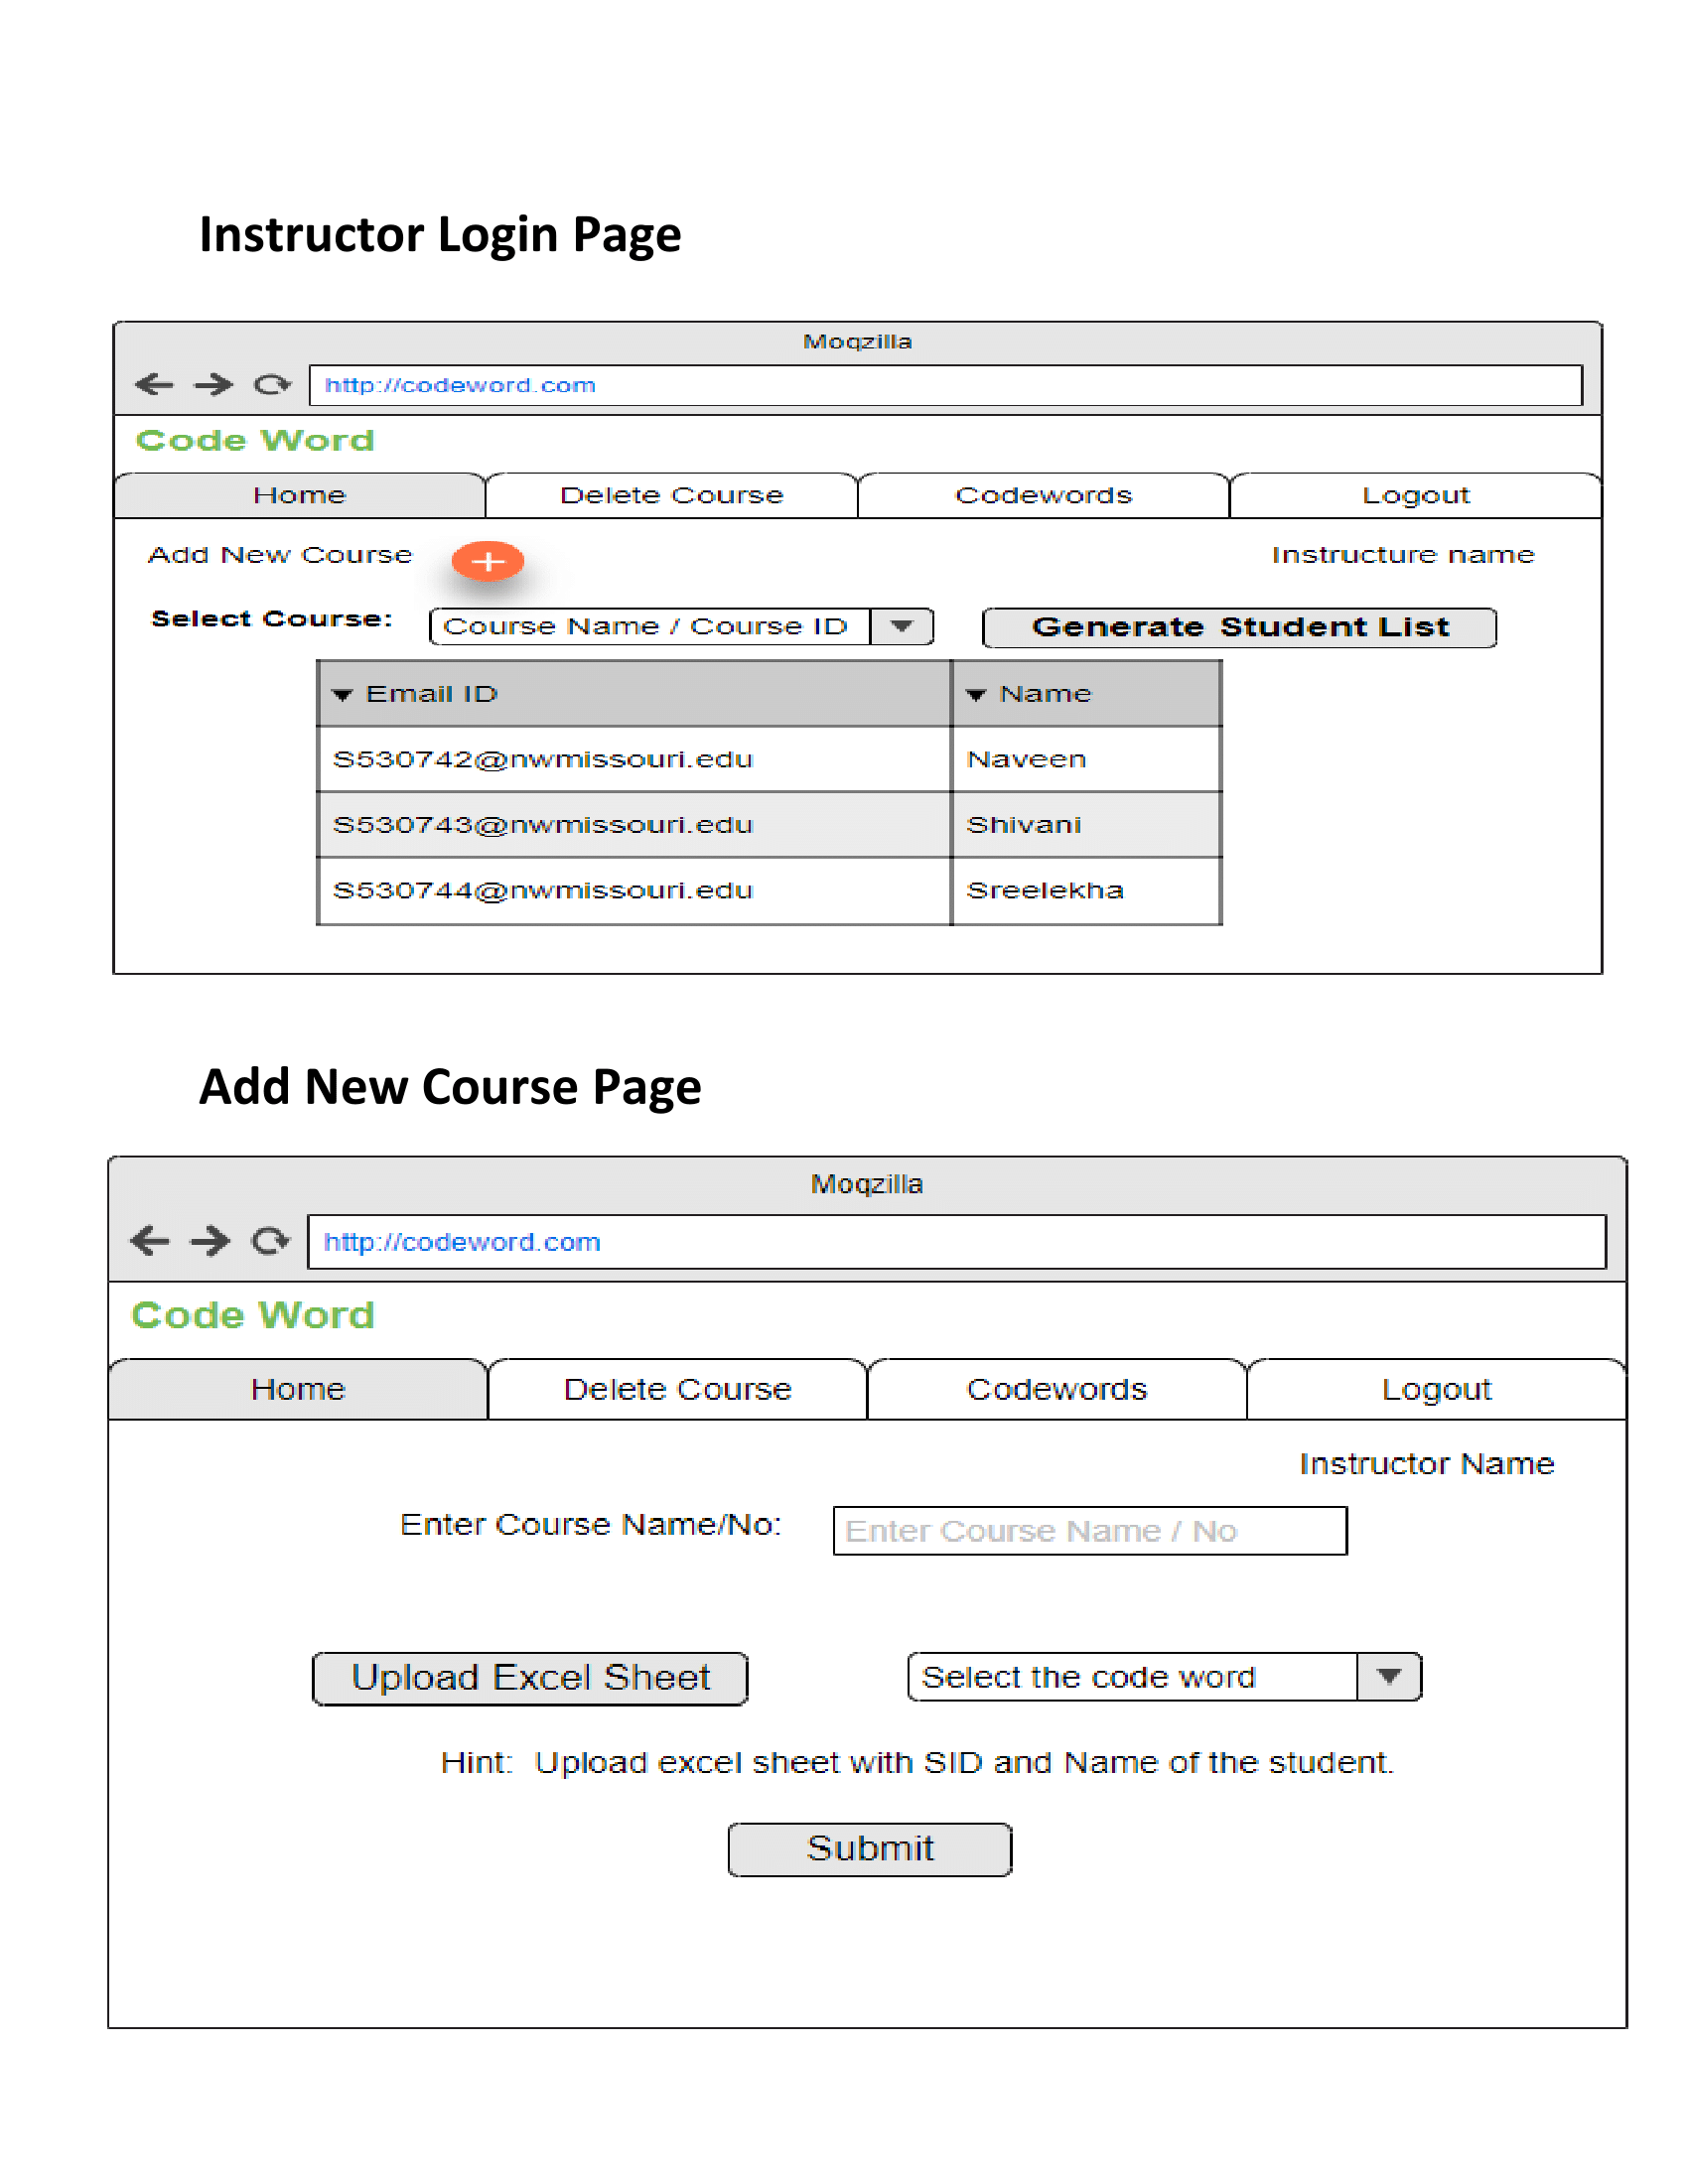 Instructor Login Page
Moqzilla
http://codeword.com
Code Word
Home Delete Course Codewords Logout
Add New Course + Instructure name
Select Course: Course Name / Course ID Generate Student List
Email ID Name
S530742@nwmissouri.edu Naveen
S530743@nwmissouri.edu Shivani
S530744@nwmissouri.edu Sreelekha
Add New Course Page
Moqzilla
http://codeword.com
Code Word
Home Delete Course Codewords Logout
Instructor Name
Enter Course Name/No: Enter Course Name / No
Upload Excel Sheet Select the code word
Hint: Upload excel sheet with SID and Name of the student.
Submit